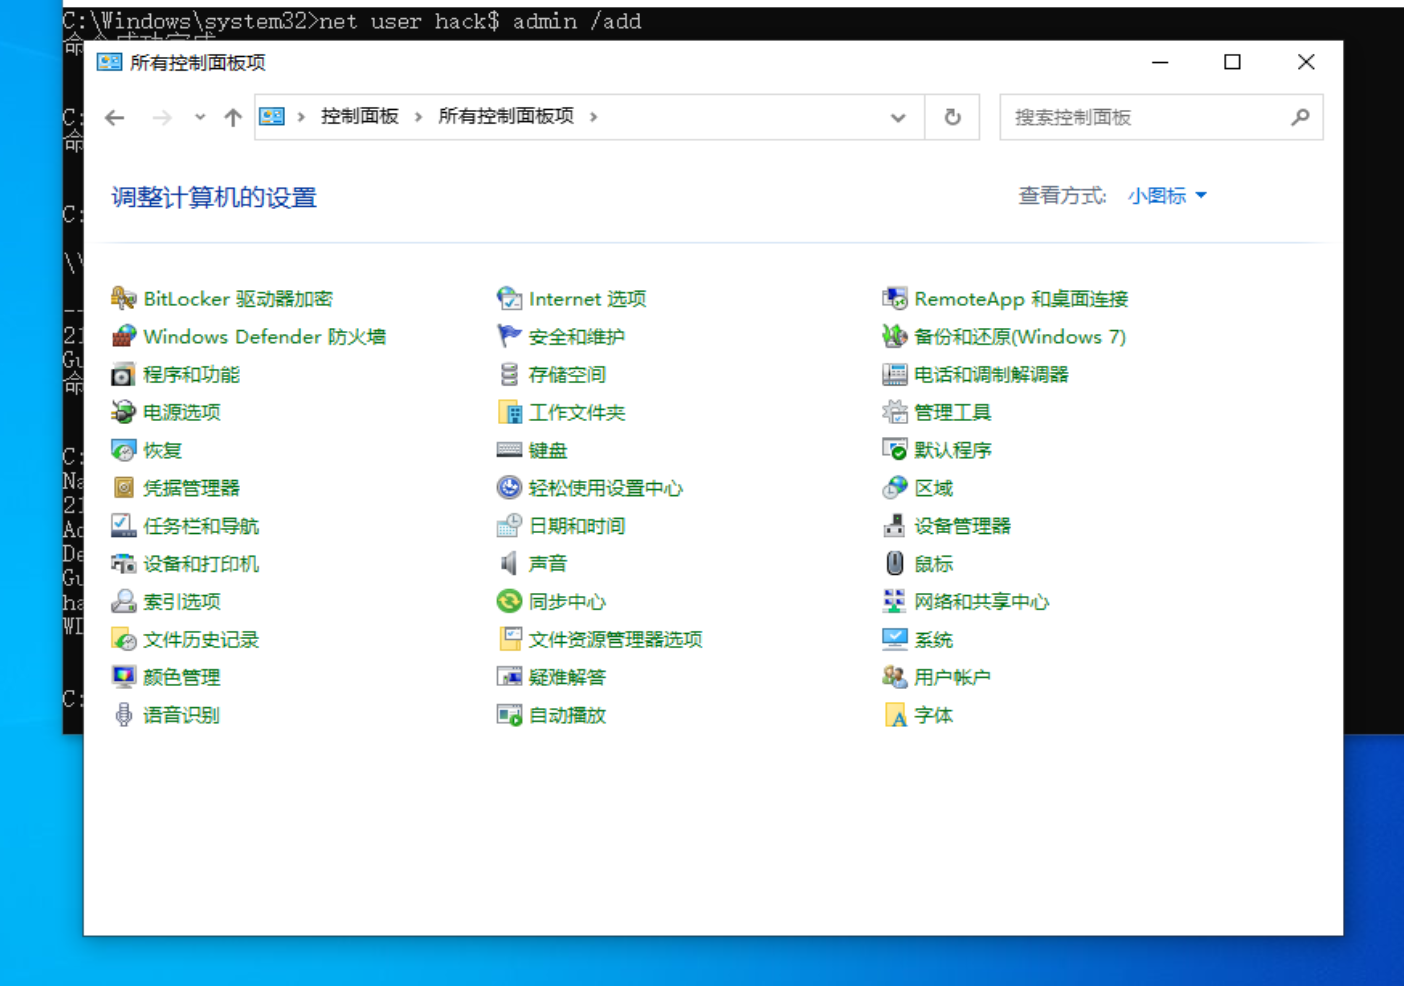 C:\Windows\system32>net user hack$ admin /add
所有控制面板项
控制面板 所有控制面板项
搜索控制面板
调整计算机的设置
查看方式: 小图标
BitLocker 驱动器加密
Internet 选项
RemoteApp 和桌面连接
Windows Defender 防火墙
安全和维护
备份和还原(Windows 7)
程序和功能
存储空间
电话和调制解调器
电源选项
工作文件夹
管理工具
恢复
键盘
默认程序
凭据管理器
轻松使用设置中心
区域
任务栏和导航
日期和时间
设备管理器
设备和打印机
声音
鼠标
索引选项
同步中心
网络和共享中心
文件历史记录
文件资源管理器选项
系统
颜色管理
疑难解答
用户帐户
语音识别
自动播放
字体